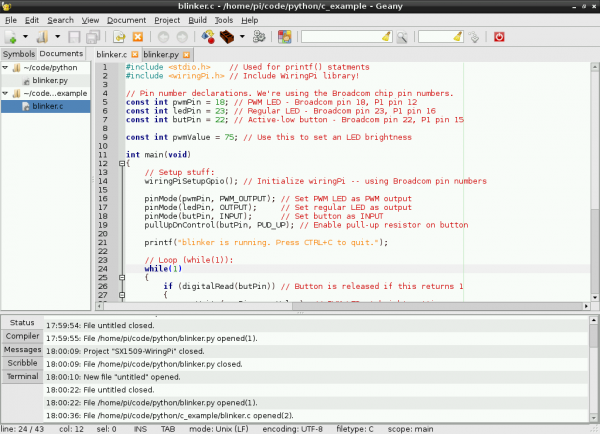 blinker.c - /home/pi/code/python/c_example - Geany
File Edit Search View Document Project Build Tools Help
Symbols Documents
~/code/python
blinker.py
~/code...example
blinker.c
blinker.c blinker.py
1 #include <stdio.h> // Used for printf() statments
2 #include <wiringPi.h> // Include WiringPi library!
3
4 // Pin number declarations. We're using the Broadcom chip pin numbers.
5 const int pwmPin = 18; // PWM LED - Broadcom pin 18, P1 pin 12
6 const int ledPin = 23; // Regular LED - Broadcom pin 23, P1 pin 16
7 const int butPin = 22; // Active-low button - Broadcom pin 22, P1 pin 15
8
9 const int pwmValue = 75; // Use this to set an LED brightness
10
11 int main(void)
12 {
13 // Setup stuff:
14 wiringPiSetupGpio(); // Initialize wiringPi -- using Broadcom pin numbers
15
16 pinMode(pwmPin, PWM_OUTPUT); // Set PWM LED as PWM output
17 pinMode(ledPin, OUTPUT); // Set regular LED as output
18 pinMode(butPin, INPUT); // Set button as INPUT
19 pullUpDnControl(butPin, PUD_UP); // Enable pull-up resistor on button
20
21 printf("blinker is running. Press CTRL+C to quit.");
22
23 // Loop (while(1)):
24 while(1)
25 {
26 if (digitalRead(butPin)) // Button is released if this returns 1
27 {
Status
Compiler
Messages
Scribble
Terminal
17:59:54: File untitled closed.
17:59:55: File /home/pi/code/python/blinker.py opened(1).
18:00:09: Project "SX1509-WiringPi" closed.
18:00:09: File /home/pi/code/python/blinker.py closed.
18:00:10: New file "untitled" opened.
18:00:22: File untitled closed.
18:00:22: File /home/pi/code/python/blinker.py opened(1).
18:00:36: File /home/pi/code/python/c_example/blinker.c opened(2).
line: 24 / 43 col: 12 sel: 0 INS TAB mode: Unix (LF) encoding: UTF-8 filetype: C scope: main